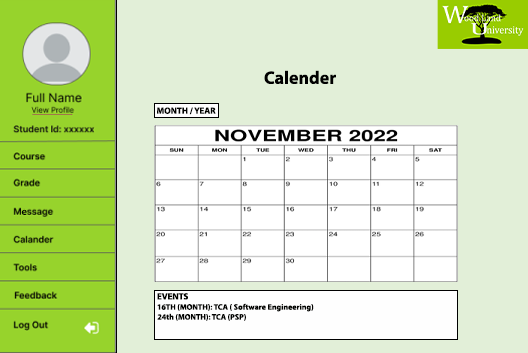 Woodland
University
Full Name
View Profile
Student Id: xxxxxx
Course
Grade
Message
Calander
Tools
Feedback
Log Out
Calender
MONTH / YEAR
NOVEMBER 2022
SUN MON TUE WED THU FRI SAT
1 2 3 4 5
6 7 8 9 10 11 12
13 14 15 16 17 18 19
20 21 22 23 24 25 26
27 28 29 30
EVENTS
16TH (MONTH): TCA ( Software Engineering)
24th (MONTH): TCA (PSP)